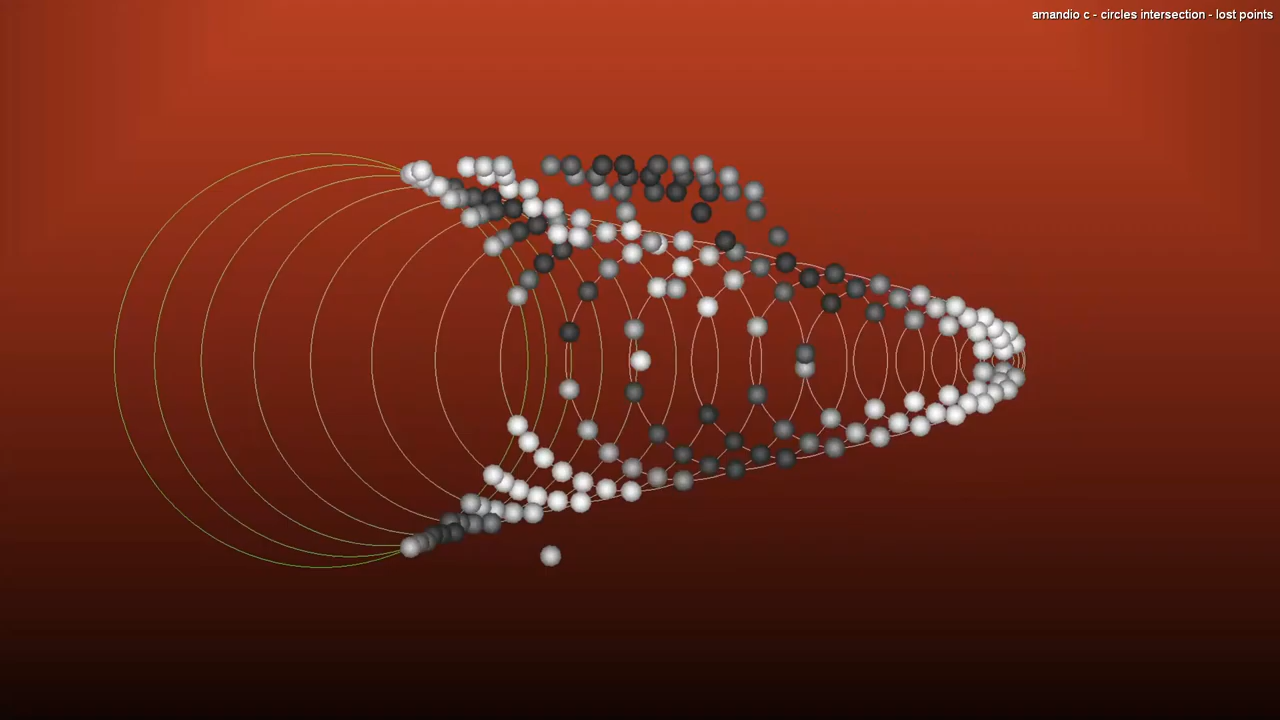 amandio c - circles intersection - lost points